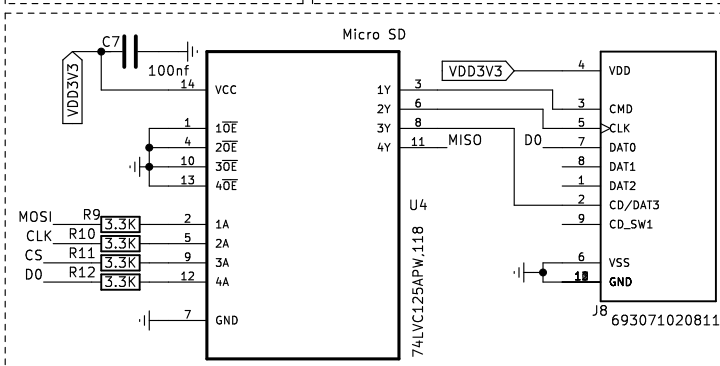 Micro SD
C7
100nf
VDD3V3
VDD3V3
14 VCC
1 1OE
4 2OE
10 3OE
13 4OE
MOSI R9 3.3K 2 1A
CLK R10 3.3K 5 2A
CS R11 3.3K 9 3A
D0 R12 3.3K 12 4A
7 GND
1Y 3
2Y 6
3Y 8
4Y 11 MISO
U4
74LVC125APW,118
4 VDD
3 CMD
5 CLK
D0 7 DAT0
8 DAT1
1 DAT2
2 CD/DAT3
9 CD_SW1
6 VSS
GND
J8
693071020811